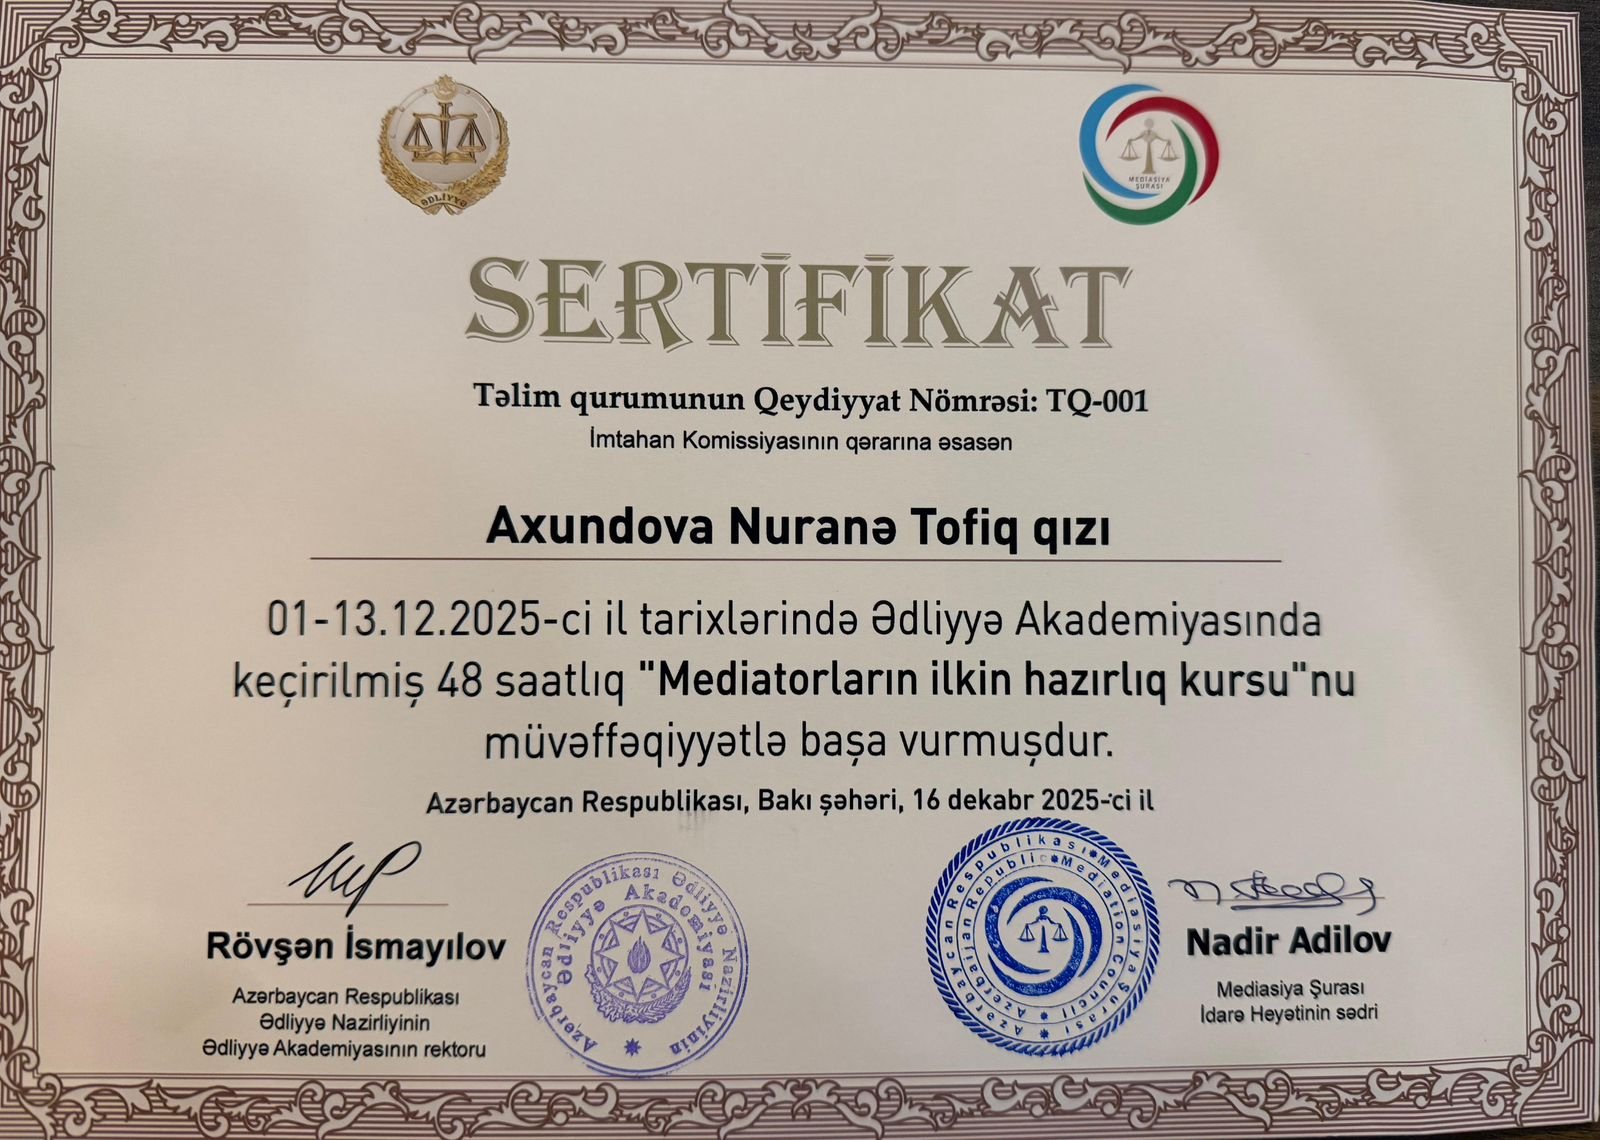 ƏDLİYYƏ
MEDİASİYA
ŞURASI
SERTİFİKAT
Təlim qurumunun Qeydiyyat Nömrəsi: TQ-001
İmtahan Komissiyasının qərarına əsasən
Axundova Nuranə Tofiq qızı
01-13.12.2025-ci il tarixlərində Ədliyyə Akademiyasında
keçirilmiş 48 saatlıq "Mediatorların ilkin hazırlıq kursu"nu
müvəffəqiyyətlə başa vurmuşdur.
Azərbaycan Respublikası, Bakı şəhəri, 16 dekabr 2025-ci il
Rövşən İsmayılov
Azərbaycan Respublikası
Ədliyyə Nazirliyinin
Ədliyyə Akademiyasının rektoru
Azərbaycan Respublikası Ədliyyə Nazirliyinin
Ədliyyə Akademiyası
Azərbaycan Respublikası Mediasiya Şurası
Azerbaijan Republic Mediation Council
Nadir Adilov
Mediasiya Şurası
İdarə Heyətinin sədri